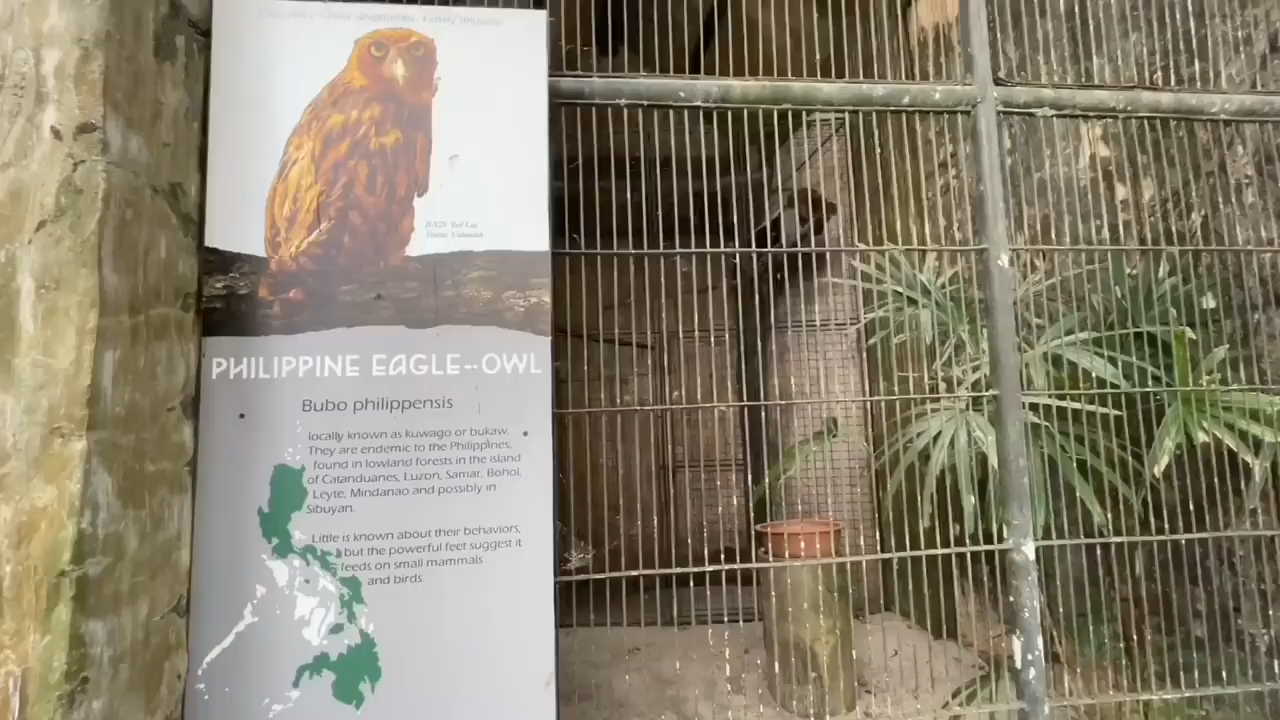 PHILIPPINE EAGLE-OWL
Bubo philippensis
locally known as kuwago or bukaw.
They are endemic to the Philippines,
found in lowland forests in the island
of Catanduanes, Luzon, Samar, Bohol,
Leyte, Mindanao and possibly in
Sibuyan.
Little is known about their behaviors,
but the powerful feet suggest it
feeds on small mammals
and birds.